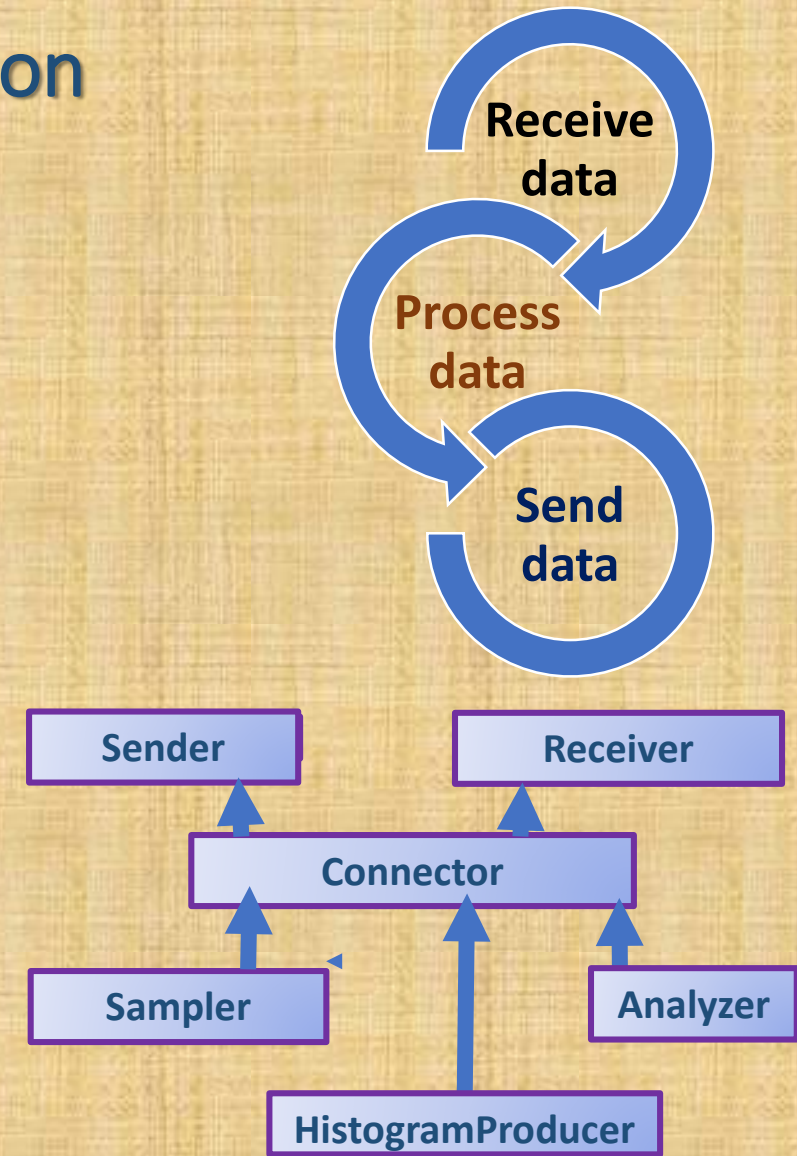 on
Receive
data
Process
data
Send
data
Sender
Receiver
Connector
Sampler
Analyzer
HistogramProducer